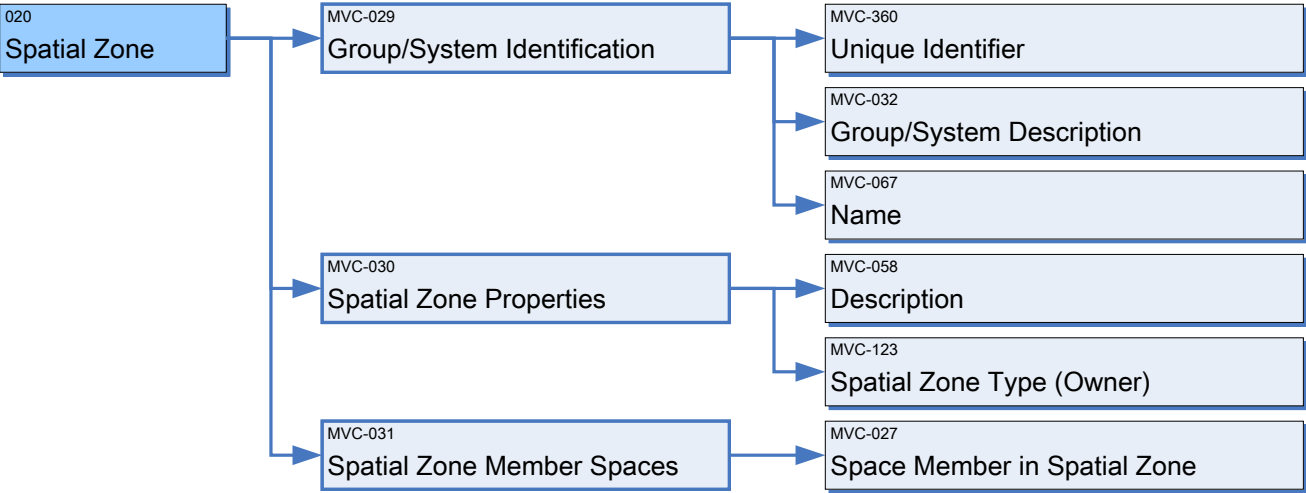 020
Spatial Zone
MVC-029
Group/System Identification
MVC-360
Unique Identifier
MVC-032
Group/System Description
MVC-067
Name
MVC-030
Spatial Zone Properties
MVC-058
Description
MVC-123
Spatial Zone Type (Owner)
MVC-031
Spatial Zone Member Spaces
MVC-027
Space Member in Spatial Zone